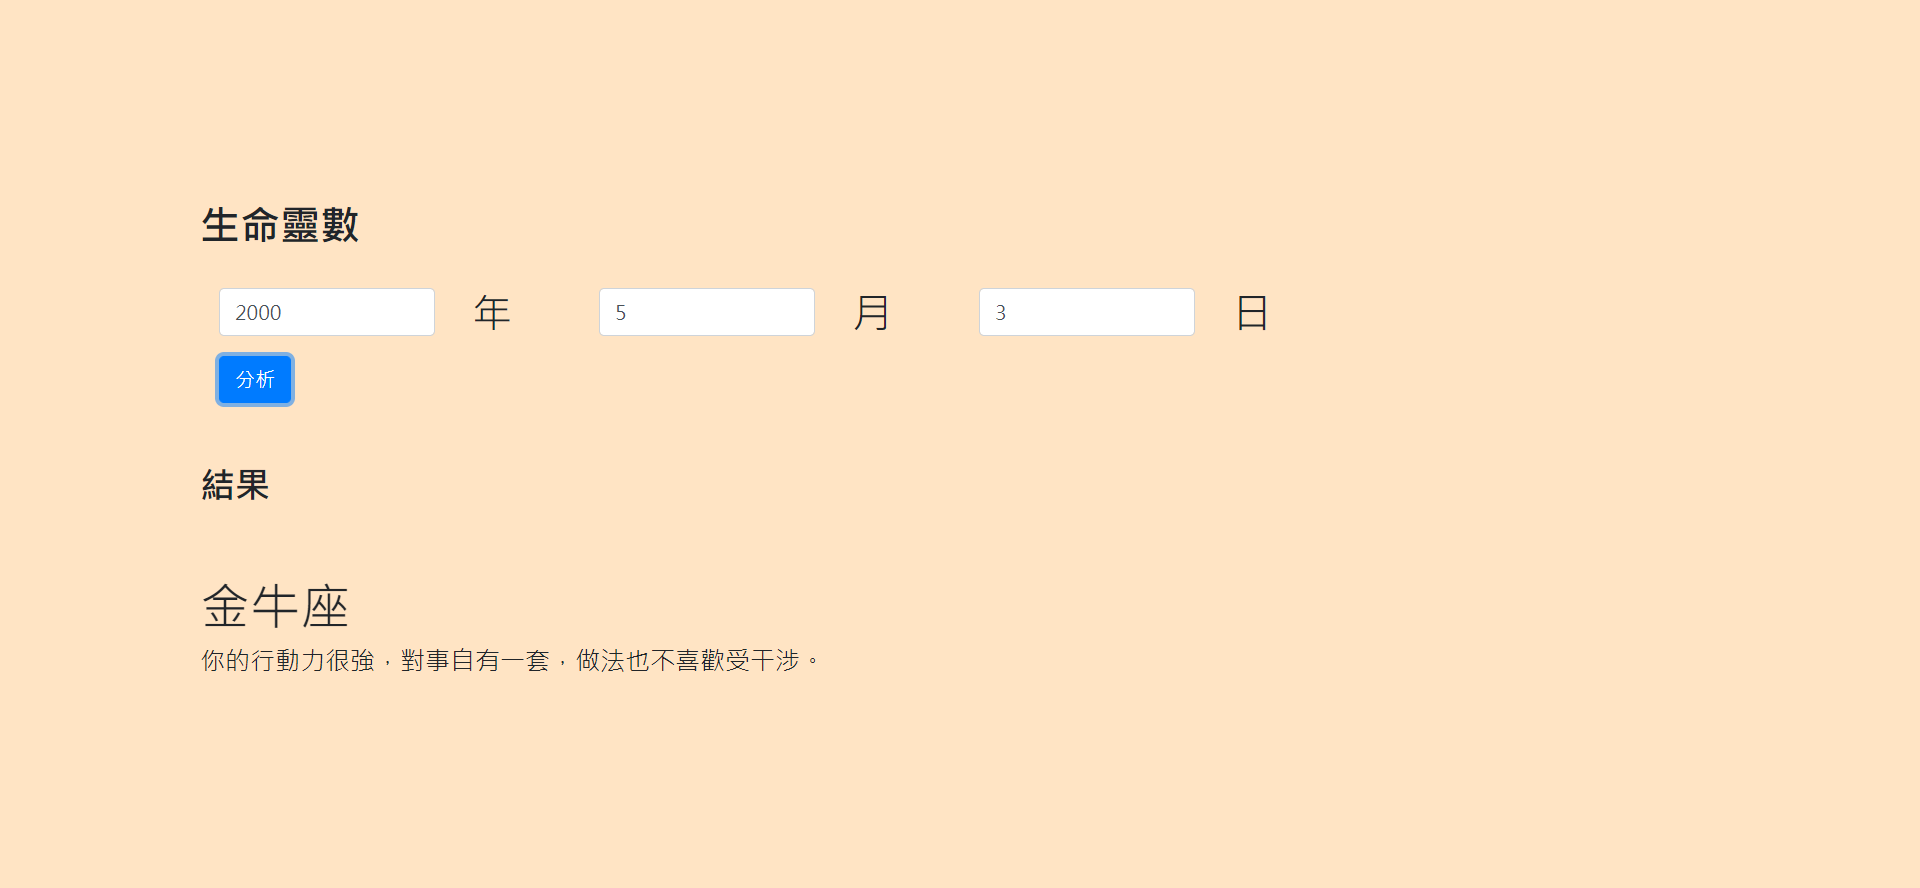 生命靈數
2000 年 5 月 3 日
分析
結果
金牛座
你的行動力很強，對事自有一套，做法也不喜歡受干涉。